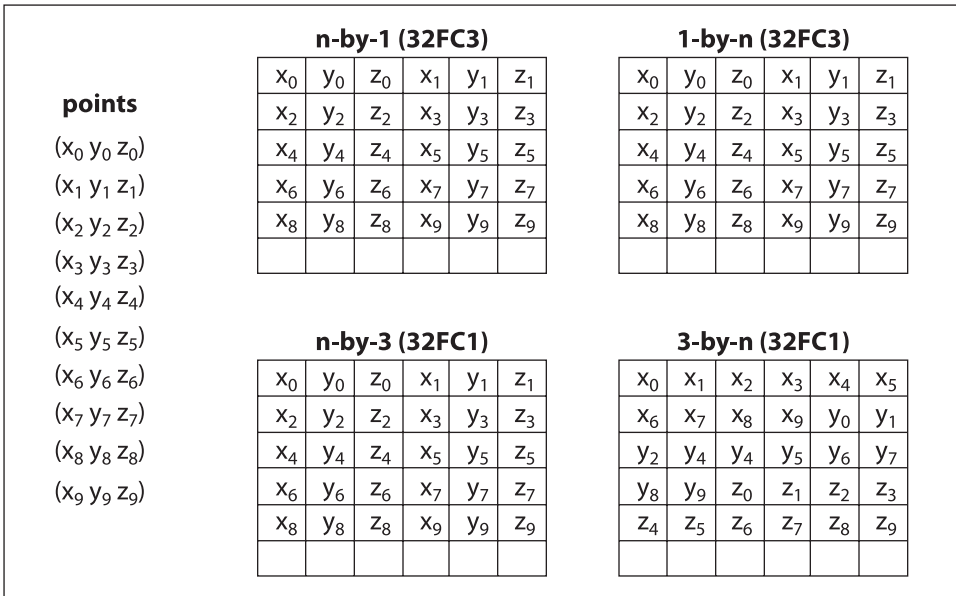 points
(x₀ y₀ z₀)
(x₁ y₁ z₁)
(x₂ y₂ z₂)
(x₃ y₃ z₃)
(x₄ y₄ z₄)
(x₅ y₅ z₅)
(x₆ y₆ z₆)
(x₇ y₇ z₇)
(x₈ y₈ z₈)
(x₉ y₉ z₉)
n-by-1 (32FC3)
x₀ y₀ z₀ x₁ y₁ z₁
x₂ y₂ z₂ x₃ y₃ z₃
x₄ y₄ z₄ x₅ y₅ z₅
x₆ y₆ z₆ x₇ y₇ z₇
x₈ y₈ z₈ x₉ y₉ z₉
1-by-n (32FC3)
x₀ y₀ z₀ x₁ y₁ z₁
x₂ y₂ z₂ x₃ y₃ z₃
x₄ y₄ z₄ x₅ y₅ z₅
x₆ y₆ z₆ x₇ y₇ z₇
x₈ y₈ z₈ x₉ y₉ z₉
n-by-3 (32FC1)
x₀ y₀ z₀ x₁ y₁ z₁
x₂ y₂ z₂ x₃ y₃ z₃
x₄ y₄ z₄ x₅ y₅ z₅
x₆ y₆ z₆ x₇ y₇ z₇
x₈ y₈ z₈ x₉ y₉ z₉
3-by-n (32FC1)
x₀ x₁ x₂ x₃ x₄ x₅
x₆ x₇ x₈ x₉ y₀ y₁
y₂ y₄ y₄ y₅ y₆ y₇
y₈ y₉ z₀ z₁ z₂ z₃
z₄ z₅ z₆ z₇ z₈ z₉